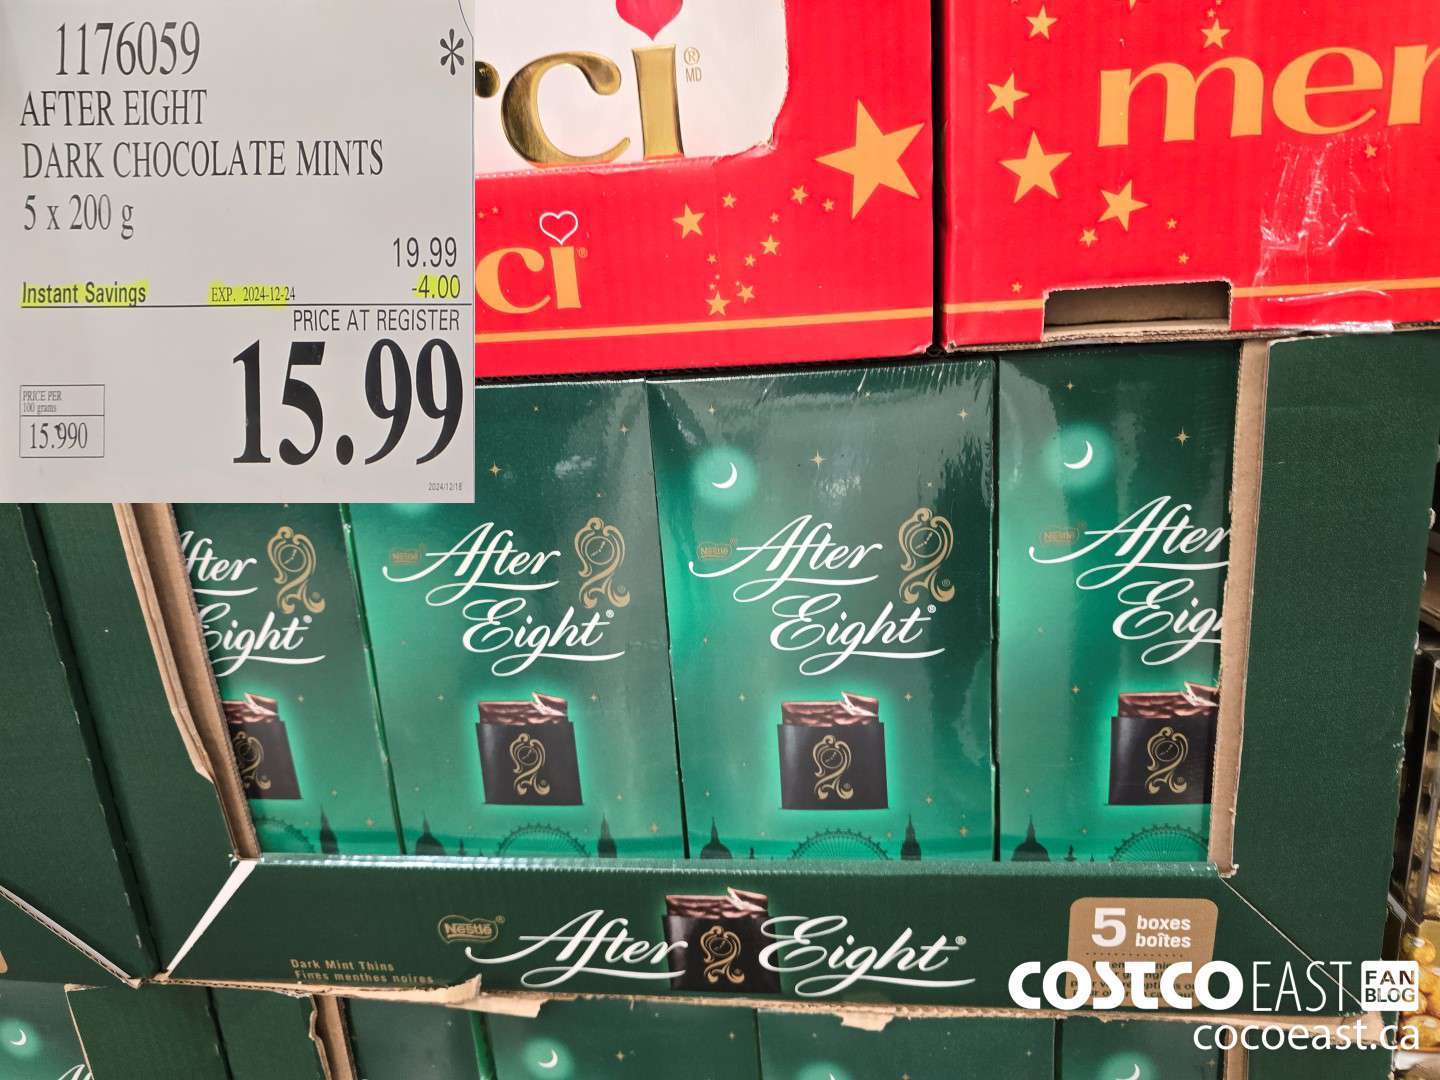 1176059 *
AFTER EIGHT
DARK CHOCOLATE MINTS
5 x 200 g
19.99
Instant Savings EXP. 2024-12-24 -4.00
PRICE AT REGISTER
15.99
PRICE PER
100 grams
15.990
2024/12/18
ci
®
MD
ci®
mer
After
Eight®
Nestlé
After
Eight®
Nestlé
After
Eight®
Nestlé
After
Eig
Nestlé®
After Eight®
Dark Mint Thins
Fines menthes noires
5 boxes
boîtes
COSTCO EAST FAN
BLOG
cocoeast.ca